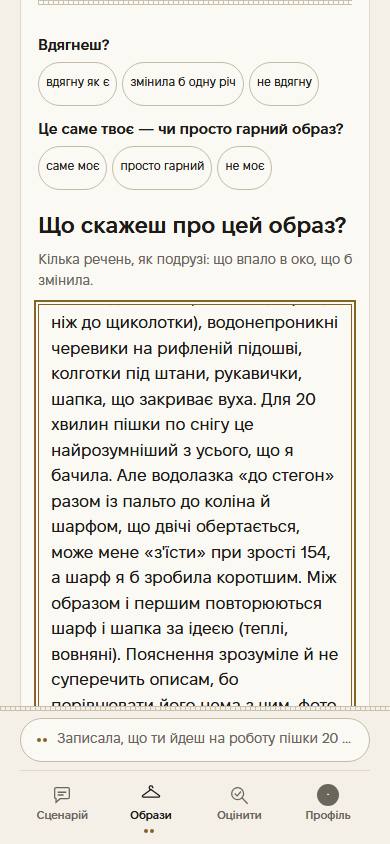 Вдягнеш?
вдягну як є
змінила б одну річ
не вдягну
Це саме твоє — чи просто гарний образ?
саме моє
просто гарний
не моє
Що скажеш про цей образ?
Кілька речень, як подрузі: що впало в око, що б
змінила.
ніж до щиколотки), водонепроникні
черевики на рифленій підошві,
колготки під штани, рукавички,
шапка, що закриває вуха. Для 20
хвилин пішки по снігу це
найрозумніший з усього, що я
бачила. Але водолазка «до стегон»
разом із пальто до коліна й
шарфом, що двічі обертається,
може мене «з'їсти» при зрості 154,
а шарф я б зробила коротшим. Між
образом і першим повторюються
шарф і шапка за ідеєю (теплі,
вовняні). Пояснення зрозуміле й не
суперечить описам, бо
порівнювати його нема з чим, фото
Записала, що ти йдеш на роботу пішки 20 ...
Сценарій
Образи
Оцінити
Профіль